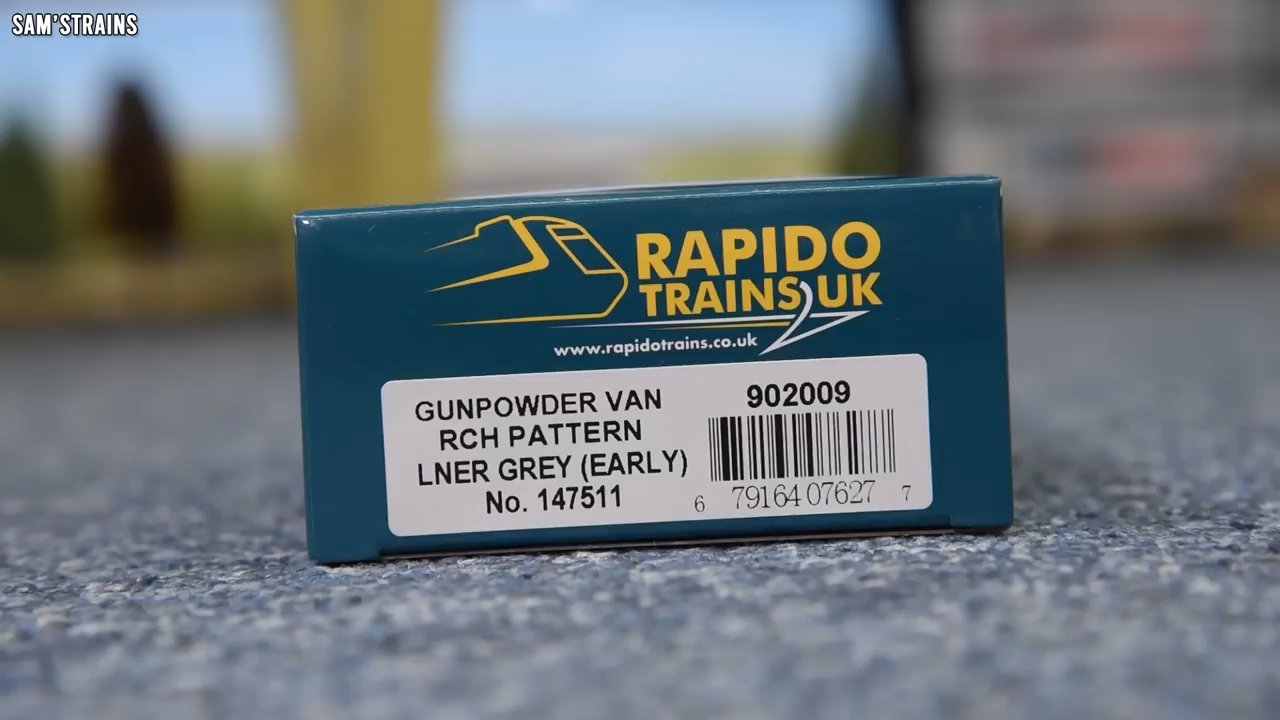 SAM'STRAINS
RAPIDO
TRAINS UK
www.rapidotrains.co.uk
GUNPOWDER VAN
RCH PATTERN
LNER GREY (EARLY)
No. 147511
902009
6 79164 07627 7